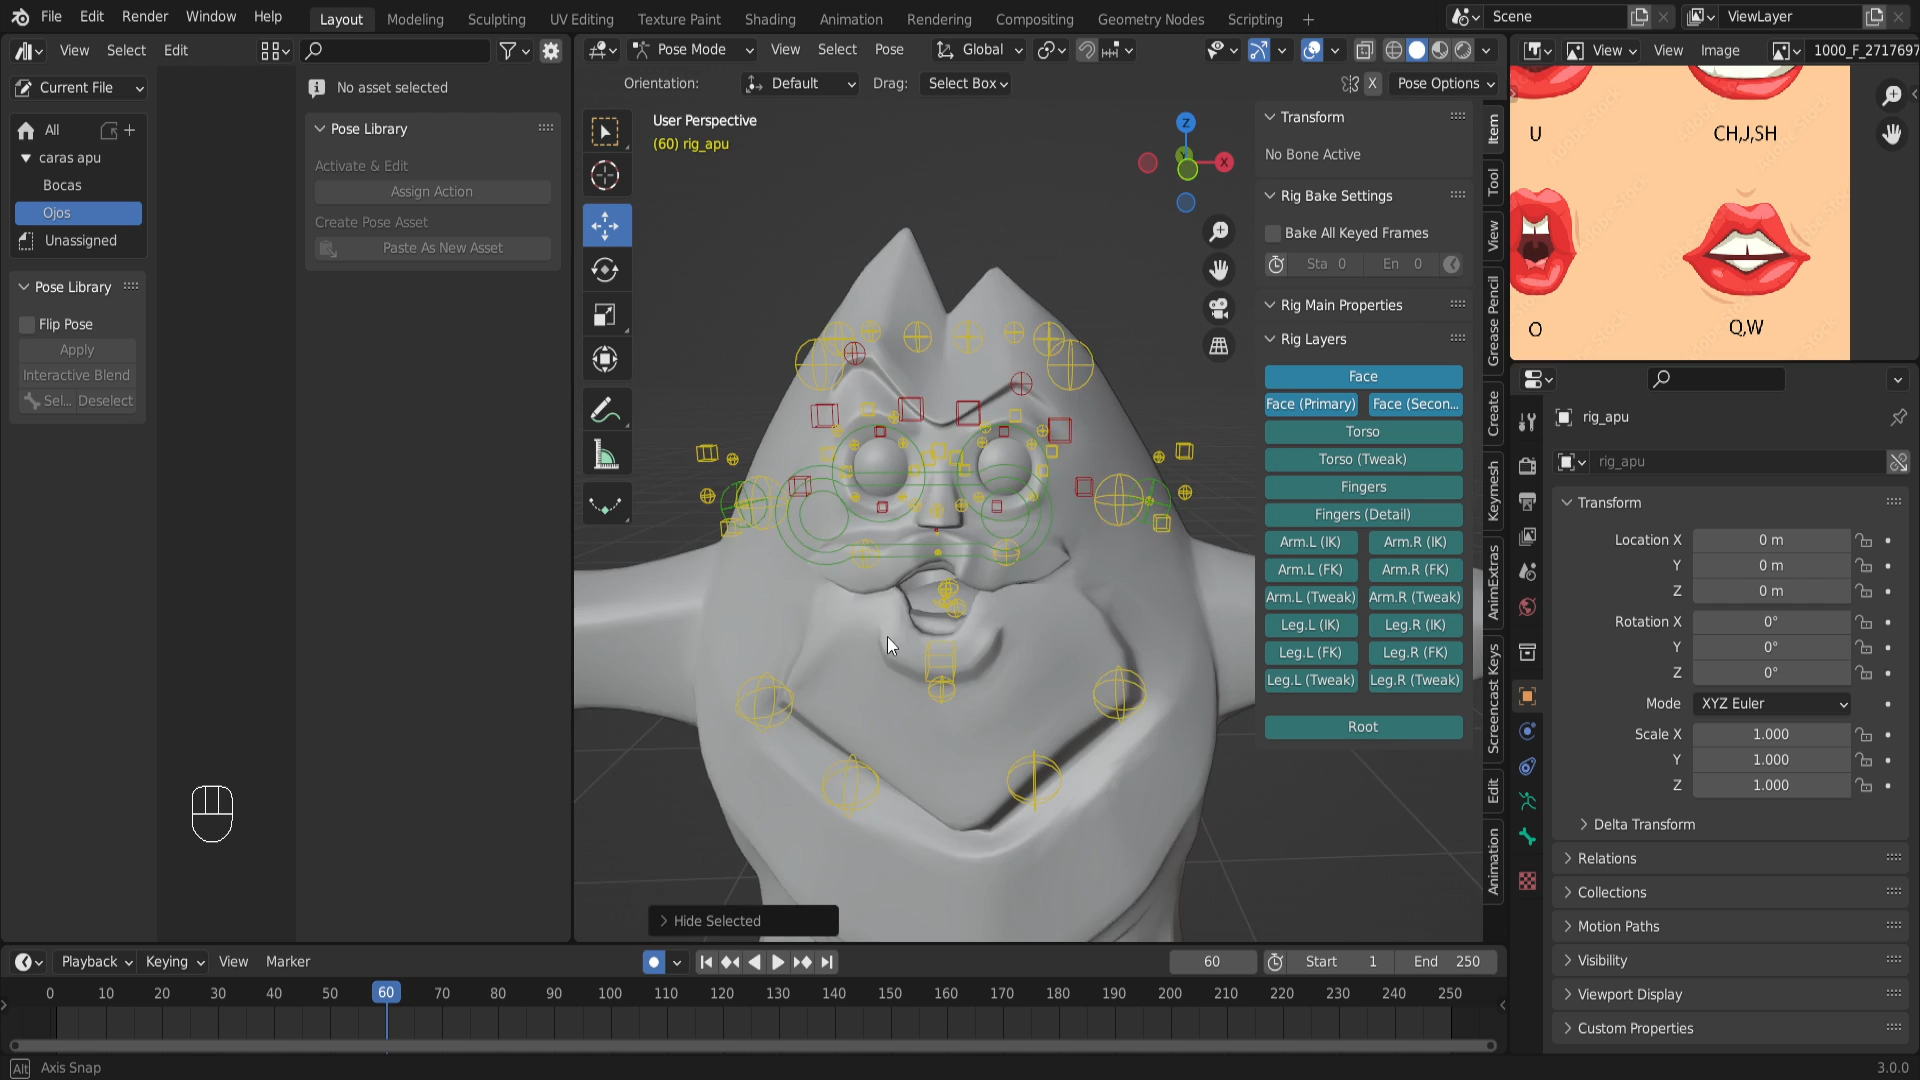 File Edit Render Window Help Layout Modeling Sculpting UV Editing Texture Paint Shading Animation Rendering Compositing Geometry Nodes Scripting + Scene ViewLayer
View Select Edit
Pose Mode View Select Pose Global
View View Image 1000_F_2717697
Current File
No asset selected
Orientation: Default Drag: Select Box X Pose Options
All
caras apu
Bocas
Ojos
Unassigned
Pose Library
Flip Pose
Apply
Interactive Blend
Sel... Deselect
Pose Library
Activate & Edit
Assign Action
Create Pose Asset
Paste As New Asset
User Perspective
(60) rig_apu
Z
X
Transform
No Bone Active
Rig Bake Settings
Bake All Keyed Frames
Sta 0 En 0
Rig Main Properties
Rig Layers
Face
Face (Primary) Face (Secon...
Torso
Torso (Tweak)
Fingers
Fingers (Detail)
Arm.L (IK) Arm.R (IK)
Arm.L (FK) Arm.R (FK)
Arm.L (Tweak) Arm.R (Tweak)
Leg.L (IK) Leg.R (IK)
Leg.L (FK) Leg.R (FK)
Leg.L (Tweak) Leg.R (Tweak)
Root
Item
Tool
View
Grease Pencil
Create
Keymesh
AnimExtras
Screencast Keys
Edit
Animation
U CH,J,SH
O Q,W
rig_apu
rig_apu
Transform
Location X 0 m
Y 0 m
Z 0 m
Rotation X 0°
Y 0°
Z 0°
Mode XYZ Euler
Scale X 1.000
Y 1.000
Z 1.000
Delta Transform
Relations
Collections
Motion Paths
Visibility
Viewport Display
Custom Properties
Hide Selected
Playback Keying View Marker 60 Start 1 End 250
0 10 20 30 40 50 60 70 80 90 100 110 120 130 140 150 160 170 180 190 200 210 220 230 240 250
Alt Axis Snap 3.0.0